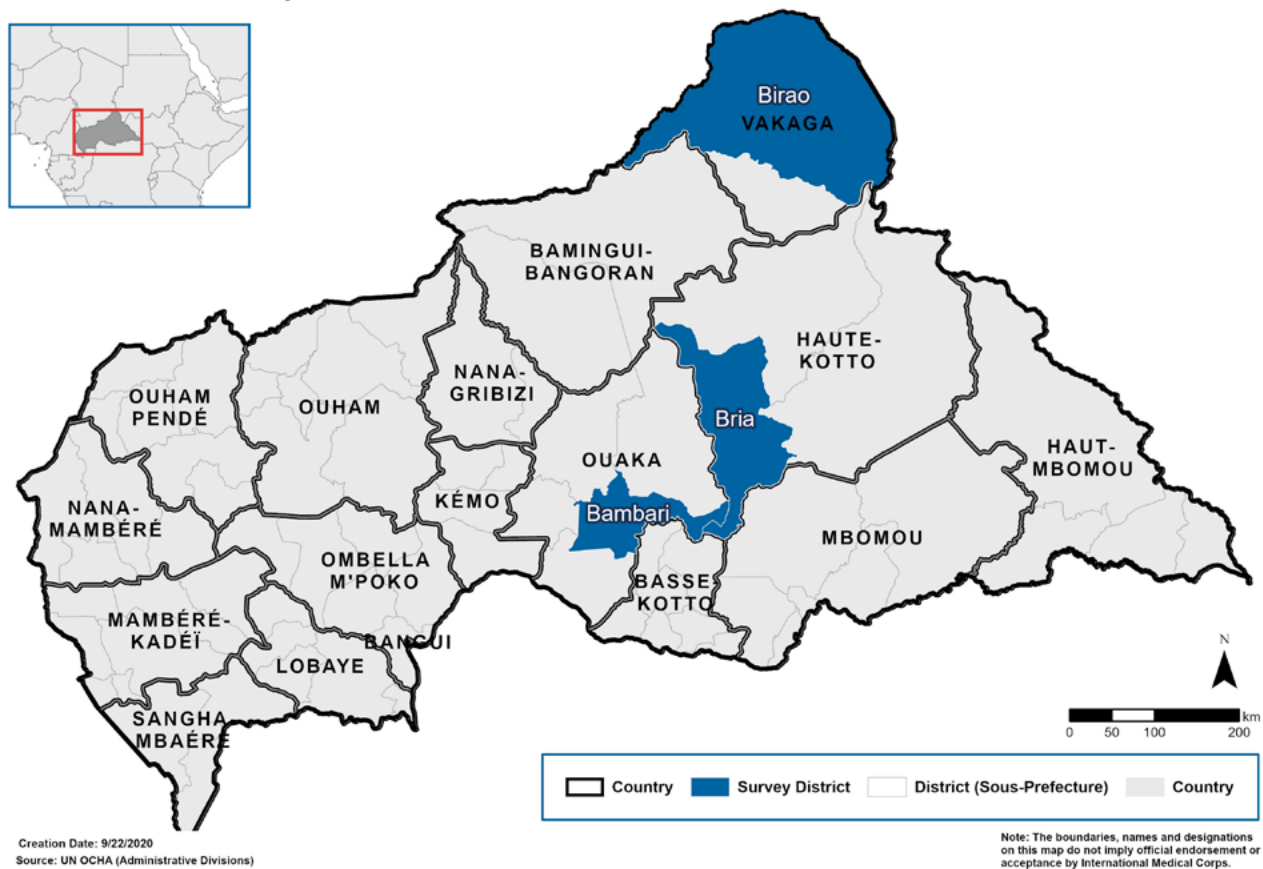 Birao
VAKAGA
BAMINGUI-
BANGORAN
HAUTE-
KOTTO
NANA-
GRIBIZI
OUHAM
PENDÉ
OUHAM
Bria
HAUT-
MBOMOU
OUAKA
KÉMO
NANA-
MAMBÉRÉ
Bambari
MBOMOU
OMBELLA
M'POKO
BASSE
KOTTO
MAMBÉRÉ-
KADÉÏ
BANGUI
LOBAYE
SANGHA
MBAÉRÉ
N
km
0 50 100 200
Country Survey District District (Sous-Prefecture) Country
Creation Date: 9/22/2020
Source: UN OCHA (Administrative Divisions)
Note: The boundaries, names and designations
on this map do not imply official endorsement or
acceptance by International Medical Corps.